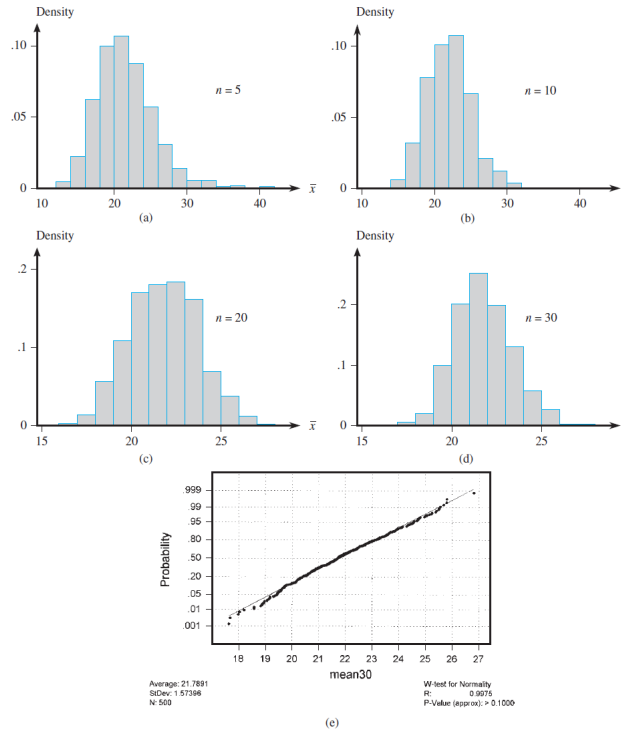 Density
.10
.05
0
n = 5
10 20 30 40 x̄
(a)
Density
.10
.05
0
n = 10
10 20 30 40
(b)
Density
.2
.1
0
n = 20
15 20 25 x̄
(c)
Density
.2
.1
0
n = 30
15 20 25
(d)
Probability
.999
.99
.95
.80
.50
.20
.05
.01
.001
18 19 20 21 22 23 24 25 26 27
mean30
Average: 21.7891
StDev: 1.57396
N: 500
W-test for Normality
R: 0.9975
P-Value (approx): > 0.1000
(e)